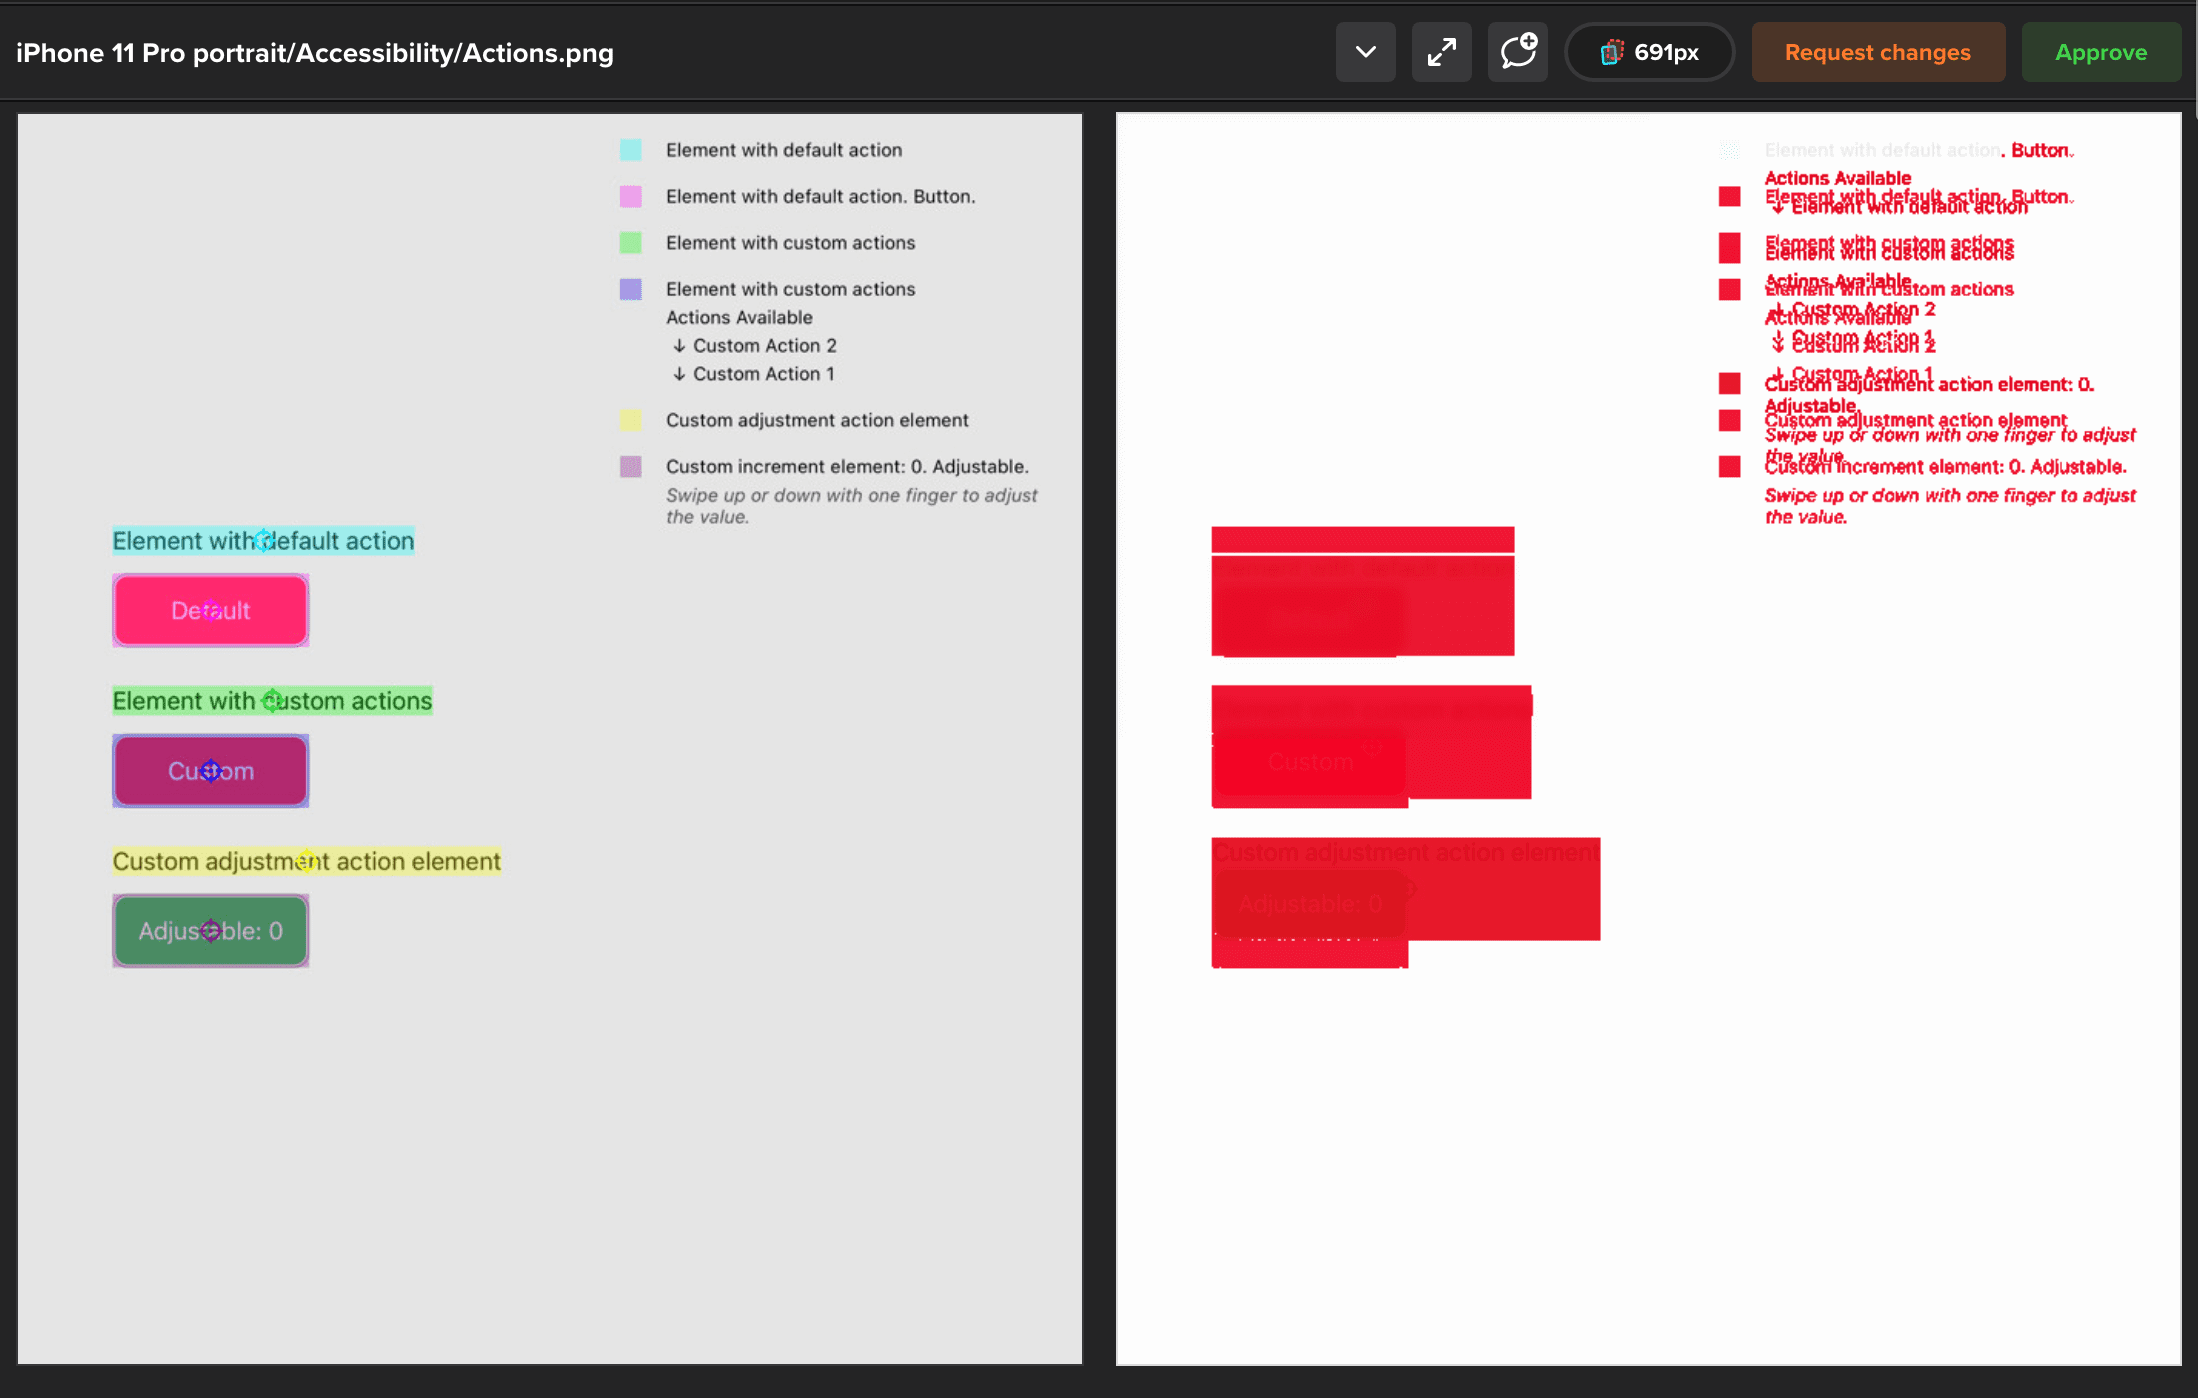 iPhone 11 Pro portrait/Accessibility/Actions.png
691px
Request changes
Approve
Element with default action
Element with default action. Button.
Element with custom actions
Element with custom actions
Actions Available
↓ Custom Action 2
↓ Custom Action 1
Custom adjustment action element
Custom increment element: 0. Adjustable.
Swipe up or down with one finger to adjust
the value.
Element with default action
Default
Element with custom actions
Custom
Custom adjustment action element
Adjustable: 0
Element with default action. Button.
Actions Available
Element with default action. Button.
↓ Element with default action
Element with custom actions
Element with custom actions
Actions Available
Element with custom actions
↓ Custom Action 2
Actions Available
↓ Custom Action 1
↓ Custom Action 2
↓ Custom Action 1
Custom adjustment action element: 0.
Adjustable.
Custom adjustment action element
Swipe up or down with one finger to adjust
the value.
Custom increment element: 0. Adjustable.
Swipe up or down with one finger to adjust
the value.
Custom
Custom adjustment action element
Adjustable: 0